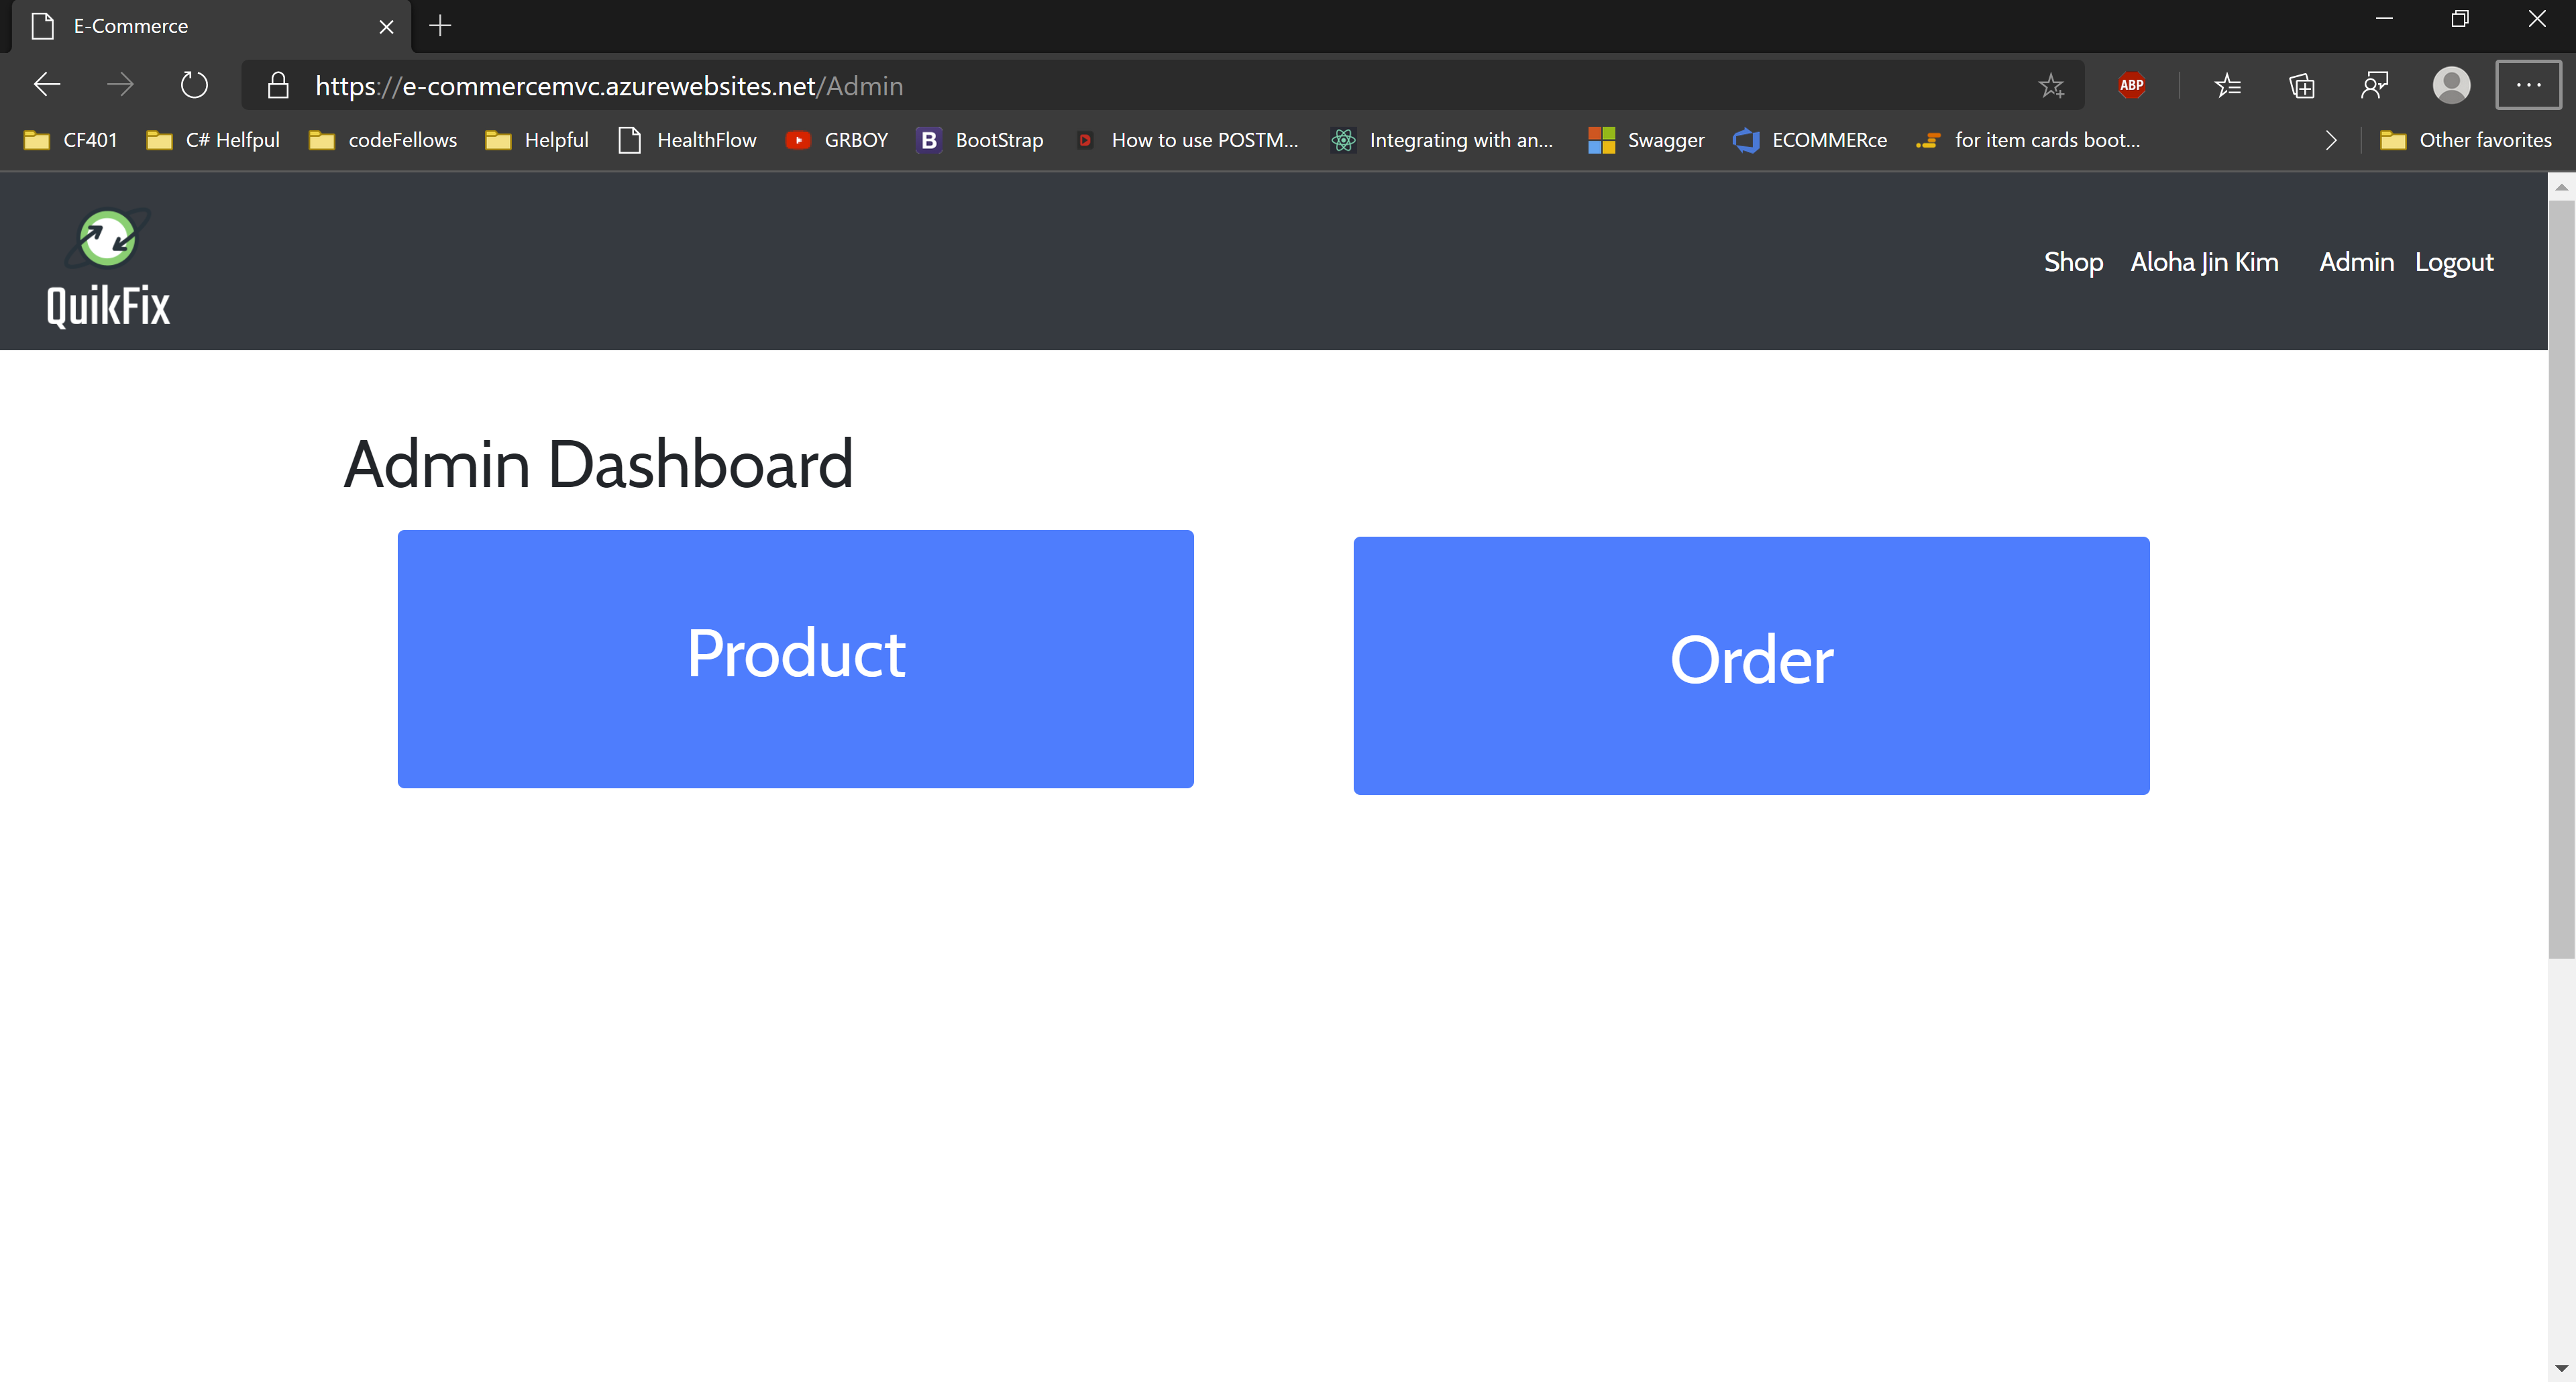 E-Commerce
https://e-commercemvc.azurewebsites.net/Admin
ABP
CF401 C# Helfpul codeFellows Helpful HealthFlow GRBOY B BootStrap How to use POSTM... Integrating with an... Swagger ECOMMERce for item cards boot... Other favorites
QuikFix
Shop Aloha Jin Kim Admin Logout
Admin Dashboard
Product
Order